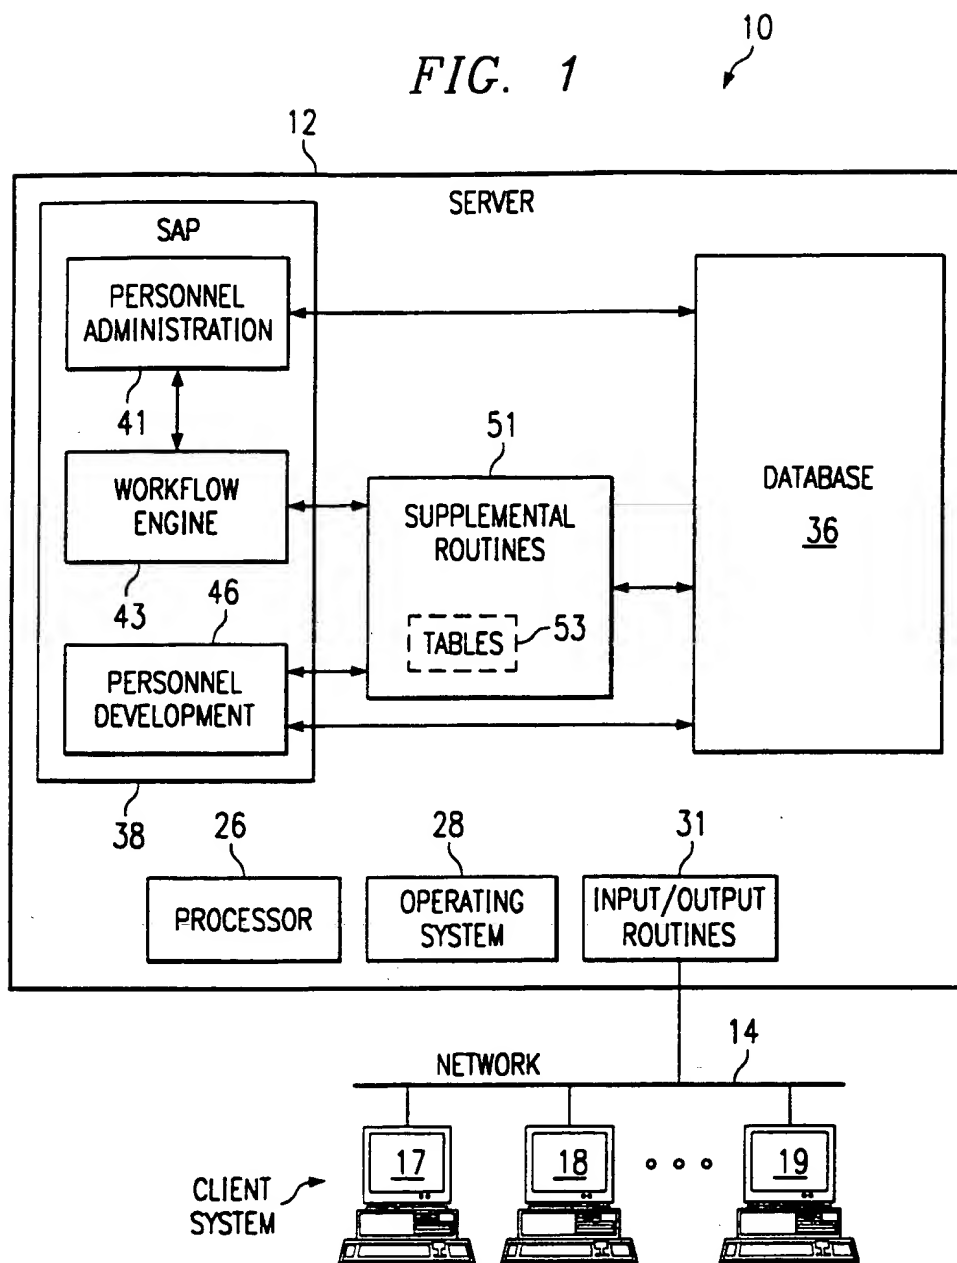 10
FIG. 1
12
SERVER
SAP
PERSONNEL
ADMINISTRATION
41
51
WORKFLOW
ENGINE
SUPPLEMENTAL
ROUTINES
DATABASE
36
43
46
TABLES
53
PERSONNEL
DEVELOPMENT
38
26
28
31
PROCESSOR
OPERATING
SYSTEM
INPUT/OUTPUT
ROUTINES
14
NETWORK
17
18
19
CLIENT
SYSTEM